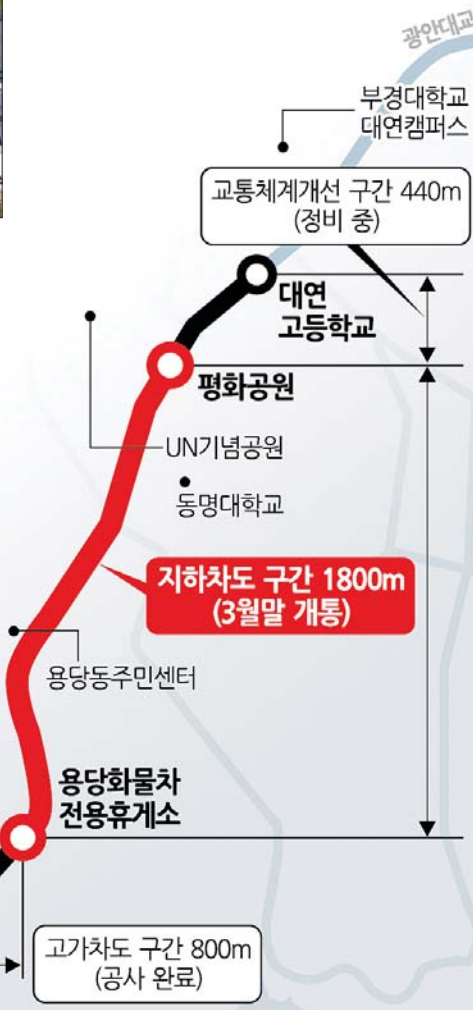 광안대교
부경대학교
대연캠퍼스
교통체계개선 구간 440m
(정비 중)
대연
고등학교
평화공원
UN기념공원
동명대학교
지하차도 구간 1800m
(3월말 개통)
용당동주민센터
용당화물차
전용휴게소
고가차도 구간 800m
(공사 완료)